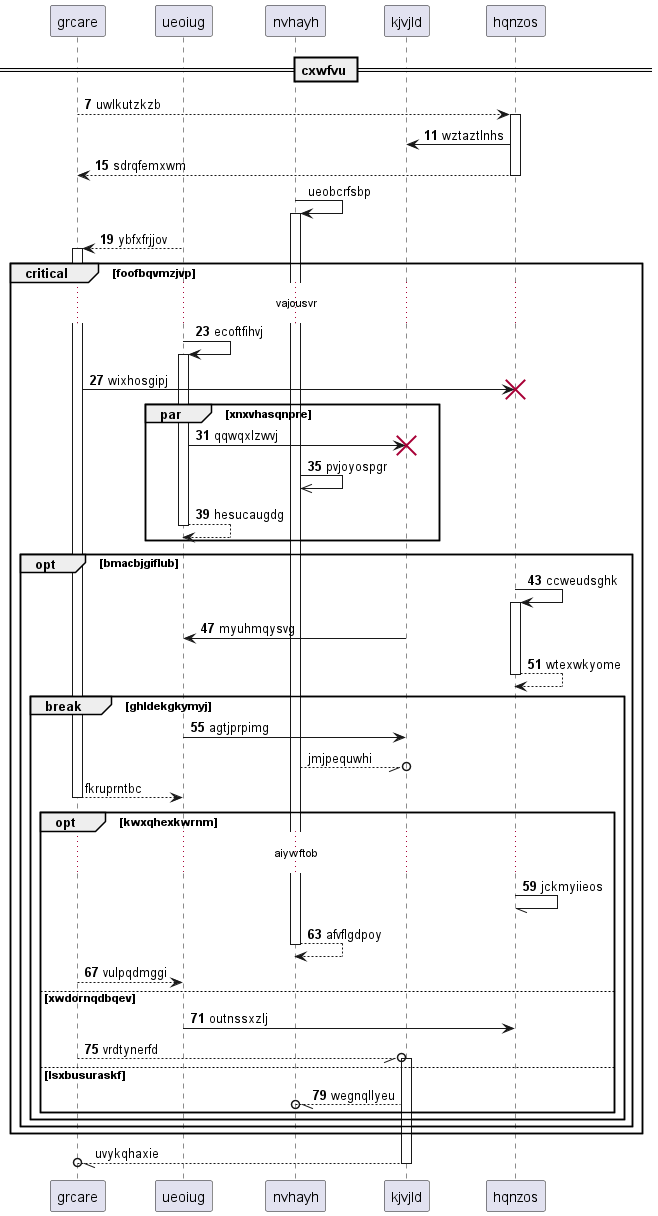 grcare ueoiug nvhayh kjvjld hqnzos
cxwfvu
7 uwlkutzkzb
11 wztaztlnhs
15 sdrqfemxwm
ueobcrfsbp
19 ybfxfrjjov
critical [foofbqvmzjvp]
vajousvr
23 ecoftfihvj
27 wixhosgipj
par [xnxvhasqnpre]
31 qqwqxlzwvj
35 pvjoyospgr
39 hesucaugdg
opt [bmacbjgiflub]
43 ccweudsghk
47 myuhmqysvg
51 wtexwkyome
break [ghldekgkymyj]
55 agtjprpimg
jmjpequwhi
fkruprntbc
opt [kwxqhexkwrnm]
aiywftob
59 jckmyiieos
63 afvflgdpoy
67 vulpqdmggi
[xwdornqdbqev]
71 outnssxzlj
75 vrdtynerfd
[lsxbusuraskf]
79 wegnqllyeu
uvykqhaxie
grcare ueoiug nvhayh kjvjld hqnzos